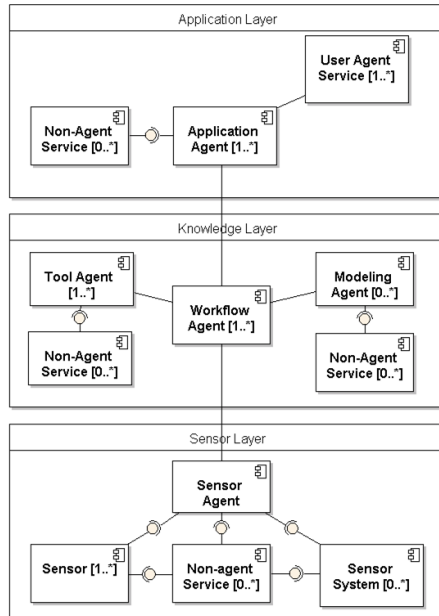 Application Layer
User Agent
Service [1..*]
Non-Agent
Service [0..*]
Application
Agent [1..*]
Knowledge Layer
Tool Agent
[1..*]
Modeling
Agent [0..*]
Workflow
Agent [1..*]
Non-Agent
Service [0..*]
Non-Agent
Service [0..*]
Sensor Layer
Sensor
Agent
Sensor [1..*]
Non-agent
Service [0..*]
Sensor
System [0..*]